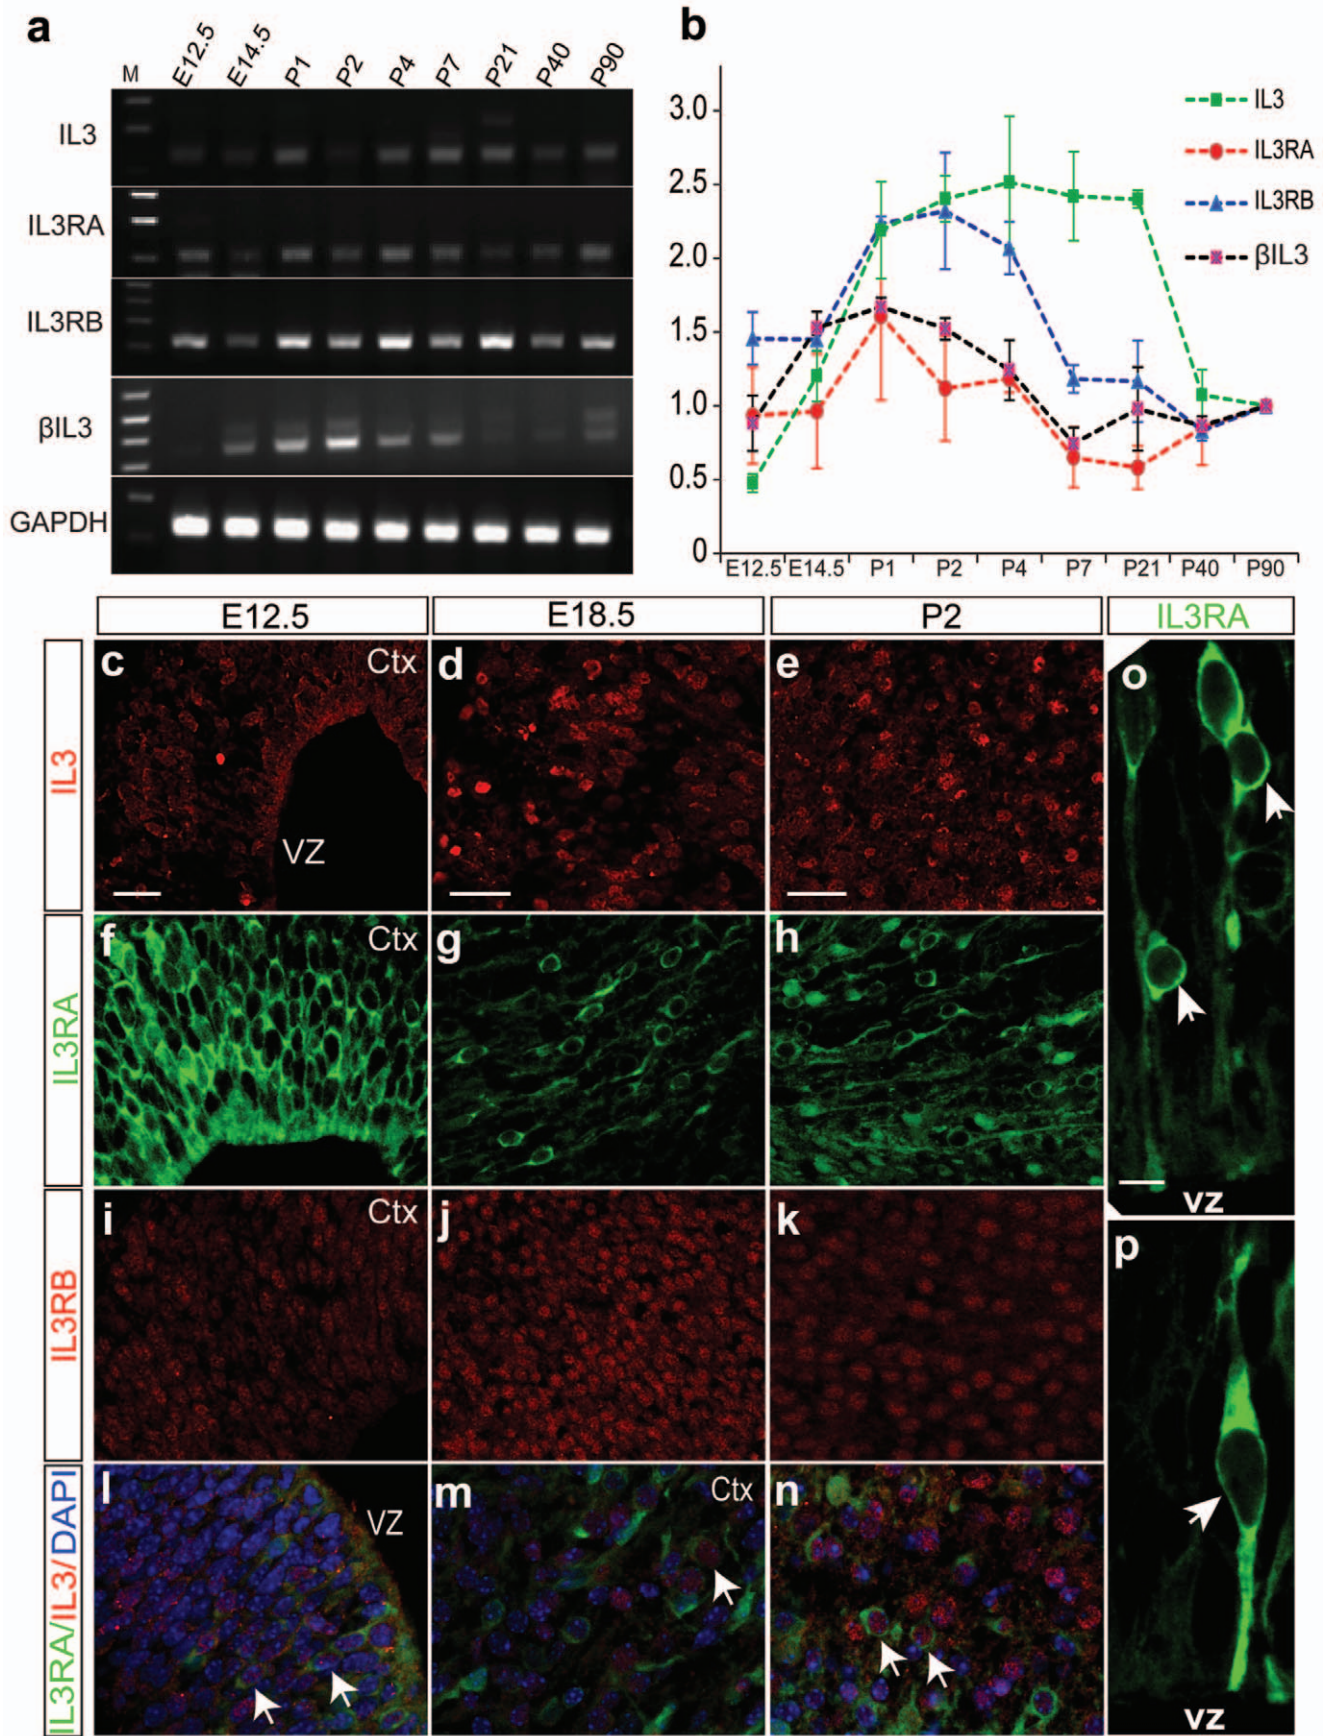 a
M E12.5 E14.5 P1 P2 P4 P7 P21 P40 P90
IL3
IL3RA
IL3RB
βIL3
GAPDH
b
3.0
2.5
2.0
1.5
1.0
0.5
0
E12.5 E14.5 P1 P2 P4 P7 P21 P40 P90
IL3
IL3RA
IL3RB
βIL3
E12.5 E18.5 P2 IL3RA
IL3
c Ctx
VZ
d
e
IL3RA
f Ctx
g
h
IL3RB
i Ctx
j
k
IL3RA/IL3/DAPI
l
VZ
m Ctx
n
o
VZ
p
VZ